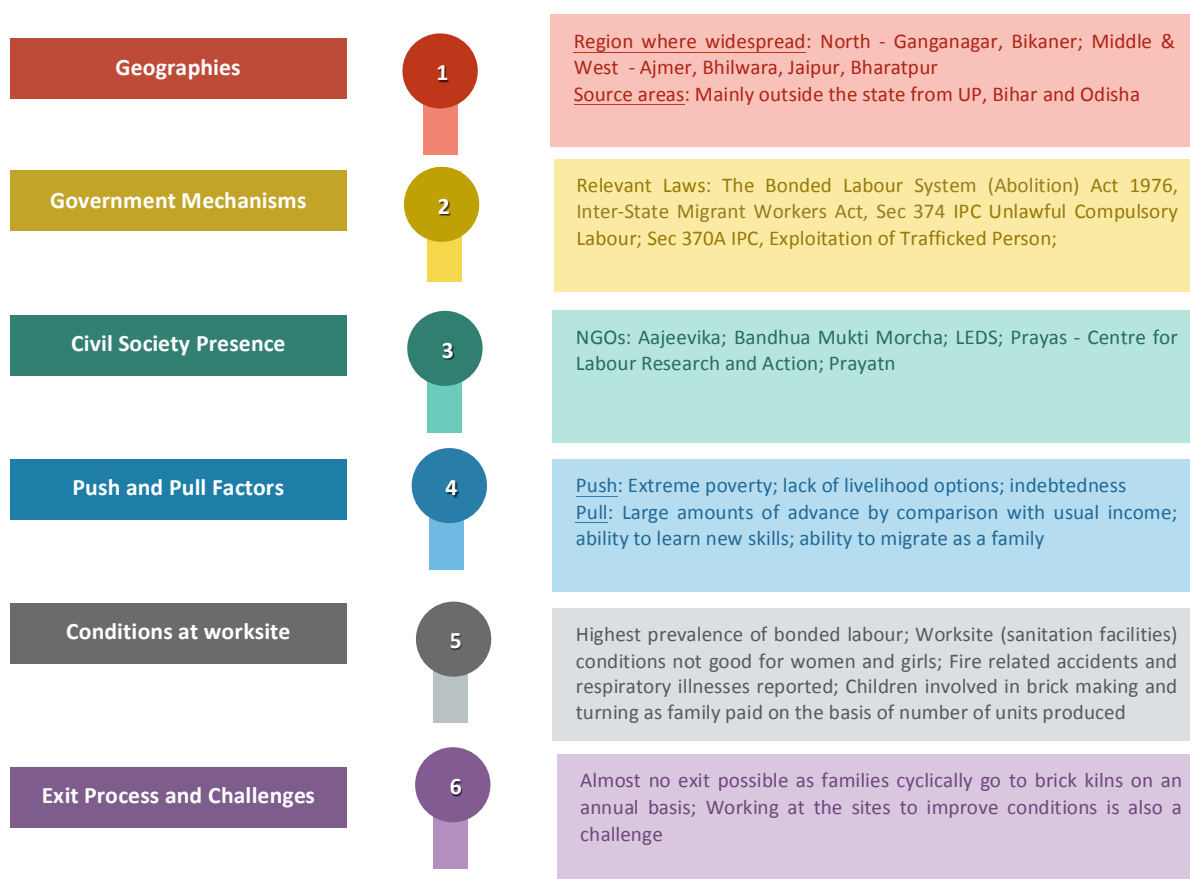 Geographies
1
Region where widespread: North - Ganganagar, Bikaner; Middle &
West - Ajmer, Bhilwara, Jaipur, Bharatpur
Source areas: Mainly outside the state from UP, Bihar and Odisha
Government Mechanisms
2
Relevant Laws: The Bonded Labour System (Abolition) Act 1976,
Inter-State Migrant Workers Act, Sec 374 IPC Unlawful Compulsory
Labour; Sec 370A IPC, Exploitation of Trafficked Person;
Civil Society Presence
3
NGOs: Aajeevika; Bandhua Mukti Morcha; LEDS; Prayas - Centre for
Labour Research and Action; Prayatn
Push and Pull Factors
4
Push: Extreme poverty; lack of livelihood options; indebtedness
Pull: Large amounts of advance by comparison with usual income;
ability to learn new skills; ability to migrate as a family
Conditions at worksite
5
Highest prevalence of bonded labour; Worksite (sanitation facilities)
conditions not good for women and girls; Fire related accidents and
respiratory illnesses reported; Children involved in brick making and
turning as family paid on the basis of number of units produced
Exit Process and Challenges
6
Almost no exit possible as families cyclically go to brick kilns on an
annual basis; Working at the sites to improve conditions is also a
challenge